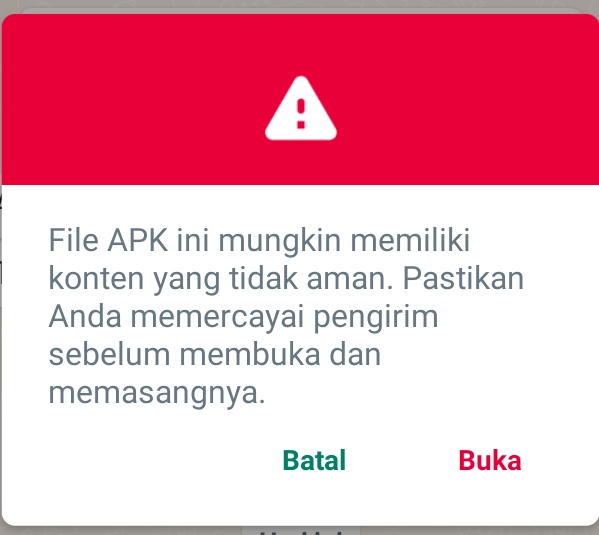 File APK ini mungkin memiliki
konten yang tidak aman. Pastikan
Anda memercayai pengirim
sebelum membuka dan
memasangnya.
Batal Buka